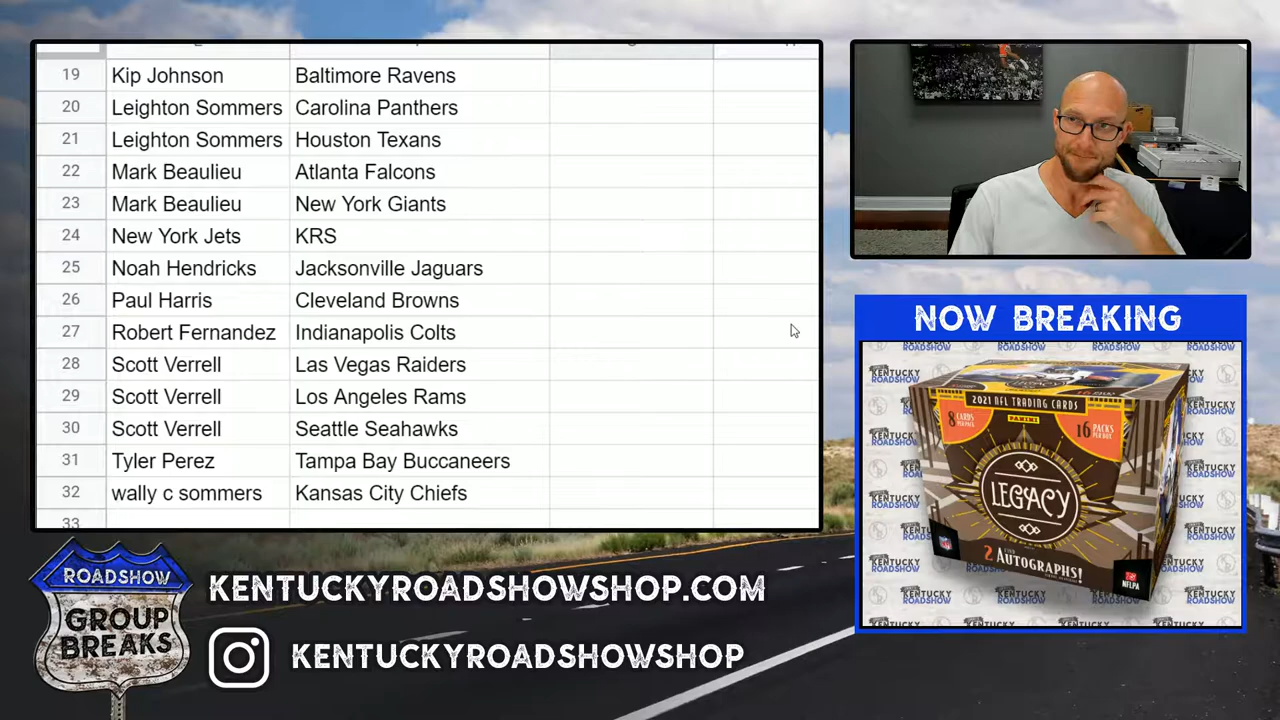 19 Kip Johnson Baltimore Ravens
20 Leighton Sommers Carolina Panthers
21 Leighton Sommers Houston Texans
22 Mark Beaulieu Atlanta Falcons
23 Mark Beaulieu New York Giants
24 New York Jets KRS
25 Noah Hendricks Jacksonville Jaguars
26 Paul Harris Cleveland Browns
27 Robert Fernandez Indianapolis Colts
28 Scott Verrell Las Vegas Raiders
29 Scott Verrell Los Angeles Rams
30 Scott Verrell Seattle Seahawks
31 Tyler Perez Tampa Bay Buccaneers
32 wally c sommers Kansas City Chiefs
33
NOW BREAKING
KENTUCKY
ROADSHOW
2021 NFL TRADING CARDS
PANINI
8 CARDS
PER PACK
16 PACKS
PER BOX
LEGACY
2 AUTOGRAPHS!
NFL
NFLPA
ROADSHOW
GROUP
BREAKS
KENTUCKYROADSHOWSHOP.COM
KENTUCKYROADSHOWSHOP